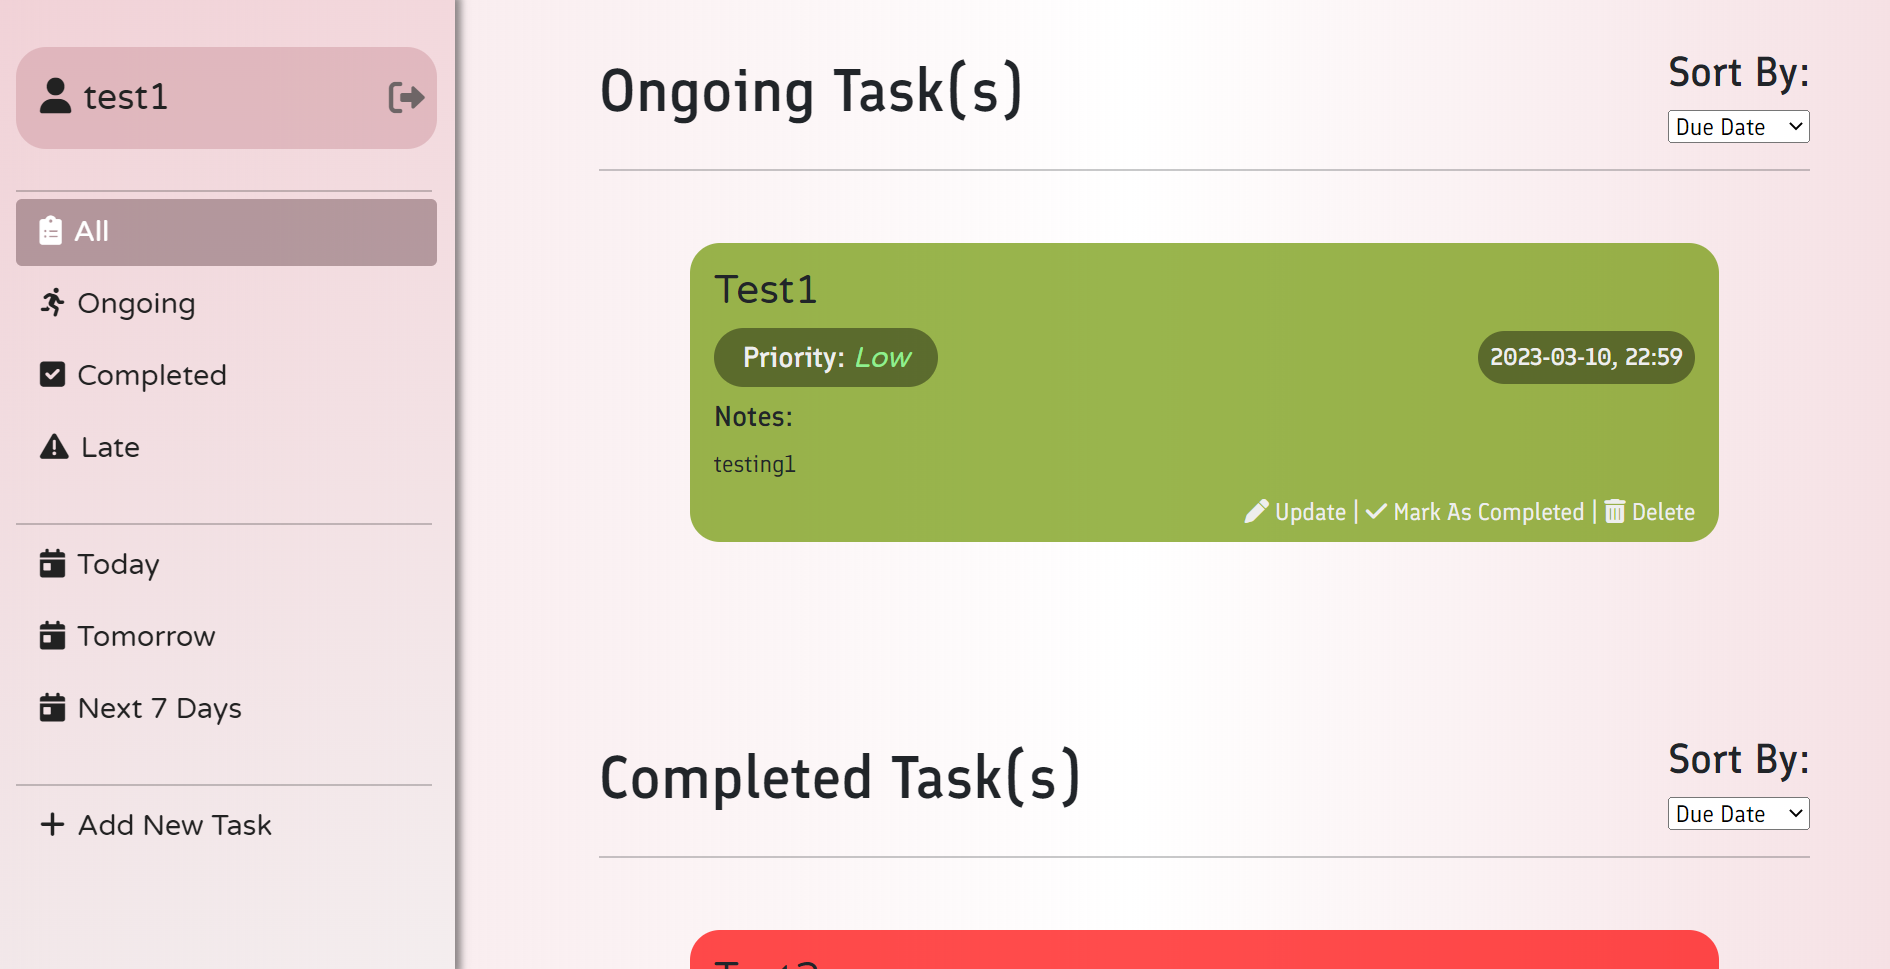 test1
All
Ongoing
Completed
Late
Today
Tomorrow
Next 7 Days
Add New Task
Ongoing Task(s)
Sort By:
Due Date
Test1
Priority: Low
2023-03-10, 22:59
Notes:
testing1
Update | Mark As Completed | Delete
Completed Task(s)
Sort By:
Due Date